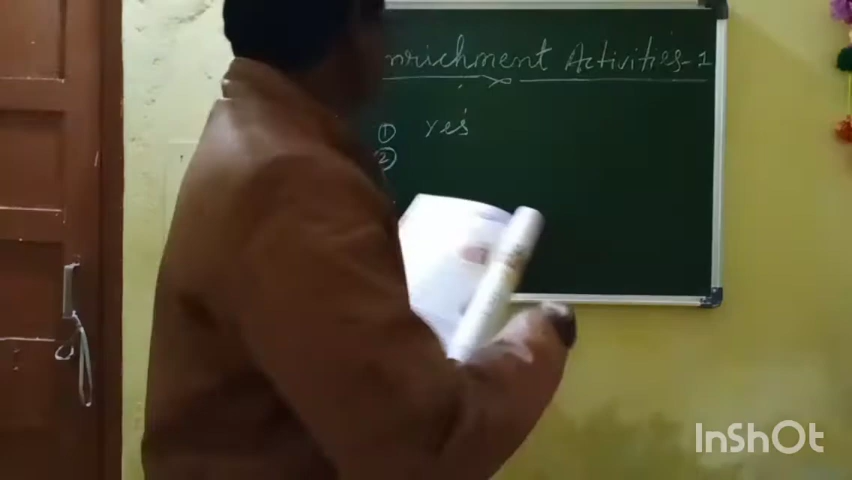 nrichment Activities-1
① Yes
②
InShOt